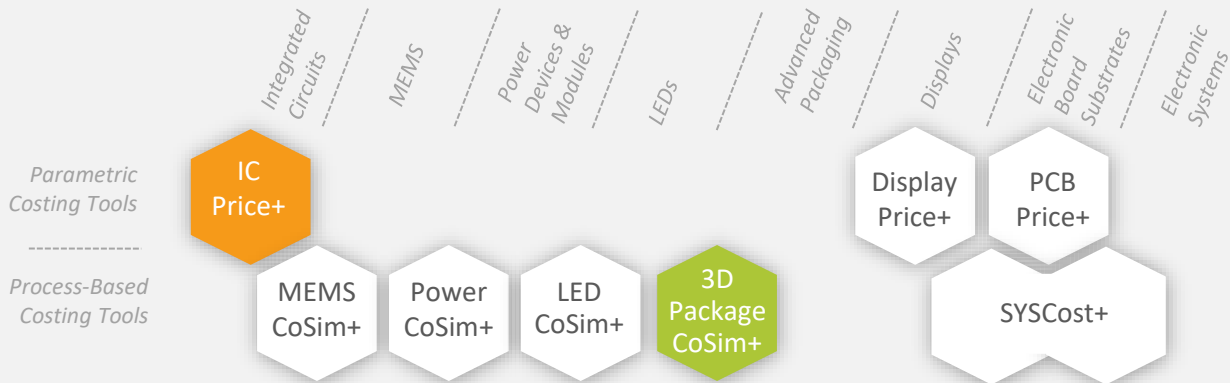 Integrated
Circuits
MEMS
Power
Devices &
Modules
LEDs
Advanced
Packaging
Displays
Electronic
Board
Substrates
Electronic
Systems
Parametric
Costing Tools
IC
Price+
Display
Price+
PCB
Price+
Process-Based
Costing Tools
MEMS
CoSim+
Power
CoSim+
LED
CoSim+
3D
Package
CoSim+
SYSCost+